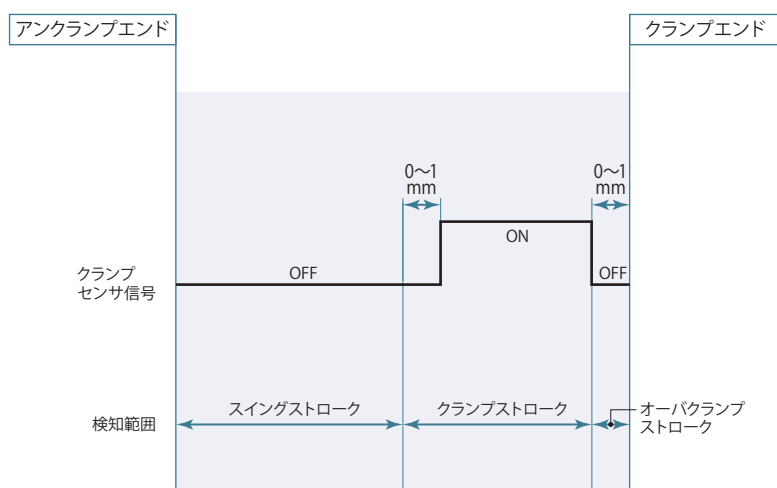 アンクランプエンド
クランプエンド
0〜1
mm
0〜1
mm
ON
クランプ
センサ信号
OFF
OFF
検知範囲
スイングストローク
クランプストローク
オーバクランプ
ストローク